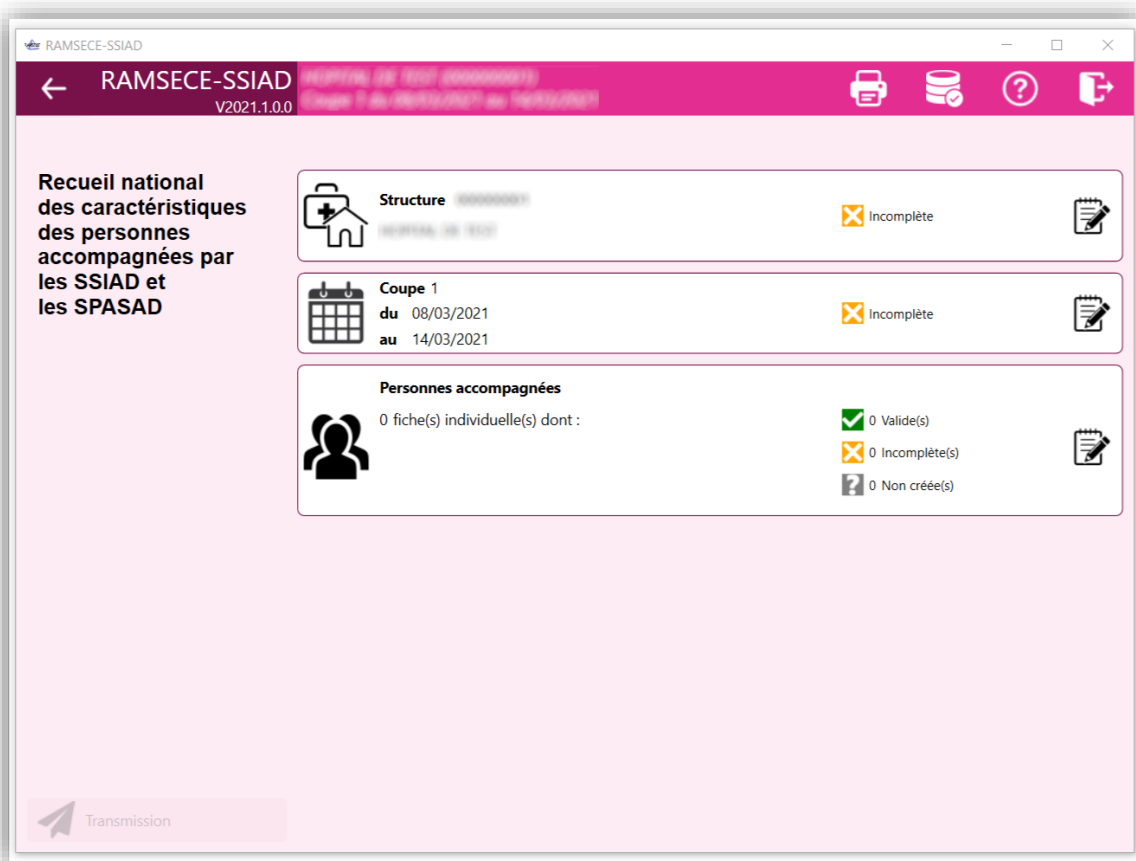 RAMSECE-SSIAD
RAMSECE-SSIAD
V2021.1.0.0
Recueil national
des caractéristiques
des personnes
accompagnées par
les SSIAD et
les SPASAD
Structure
Incomplète
Coupe 1
du 08/03/2021
au 14/03/2021
Incomplète
Personnes accompagnées
0 fiche(s) individuelle(s) dont :
0 Valide(s)
0 Incomplète(s)
0 Non créée(s)
Transmission